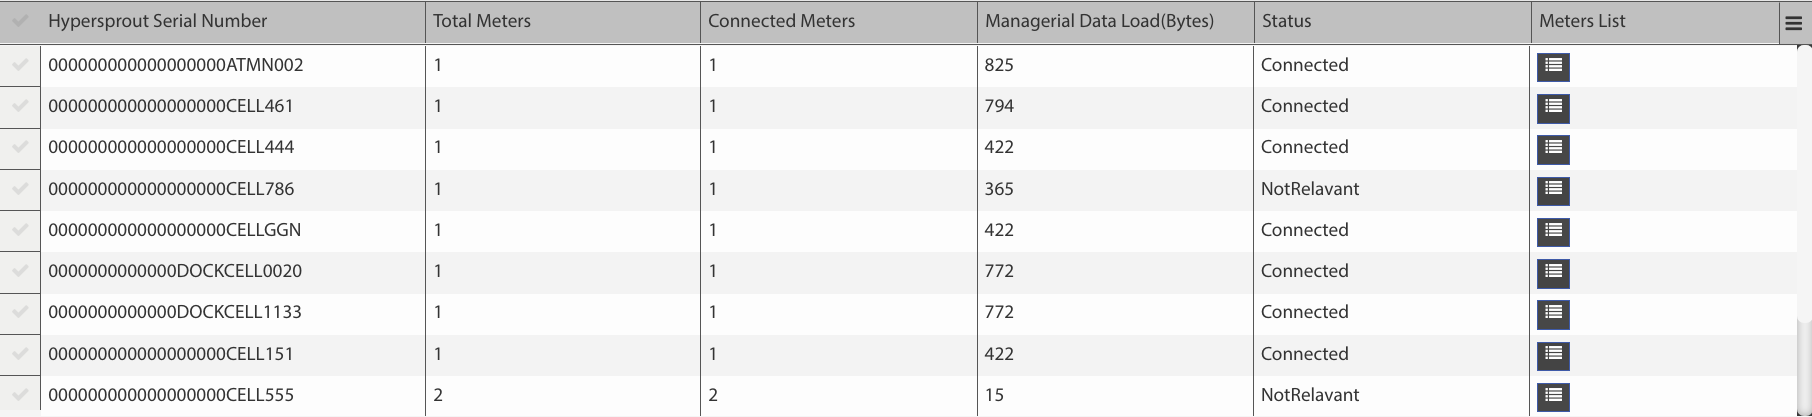 Hypersprout Serial Number Total Meters Connected Meters Managerial Data Load(Bytes) Status Meters List
000000000000000000ATMN002 1 1 825 Connected
000000000000000000CELL461 1 1 794 Connected
000000000000000000CELL444 1 1 422 Connected
000000000000000000CELL786 1 1 365 NotRelavant
000000000000000000CELLGGN 1 1 422 Connected
0000000000000DOCKCELL0020 1 1 772 Connected
0000000000000DOCKCELL1133 1 1 772 Connected
000000000000000000CELL151 1 1 422 Connected
000000000000000000CELL555 2 2 15 NotRelavant